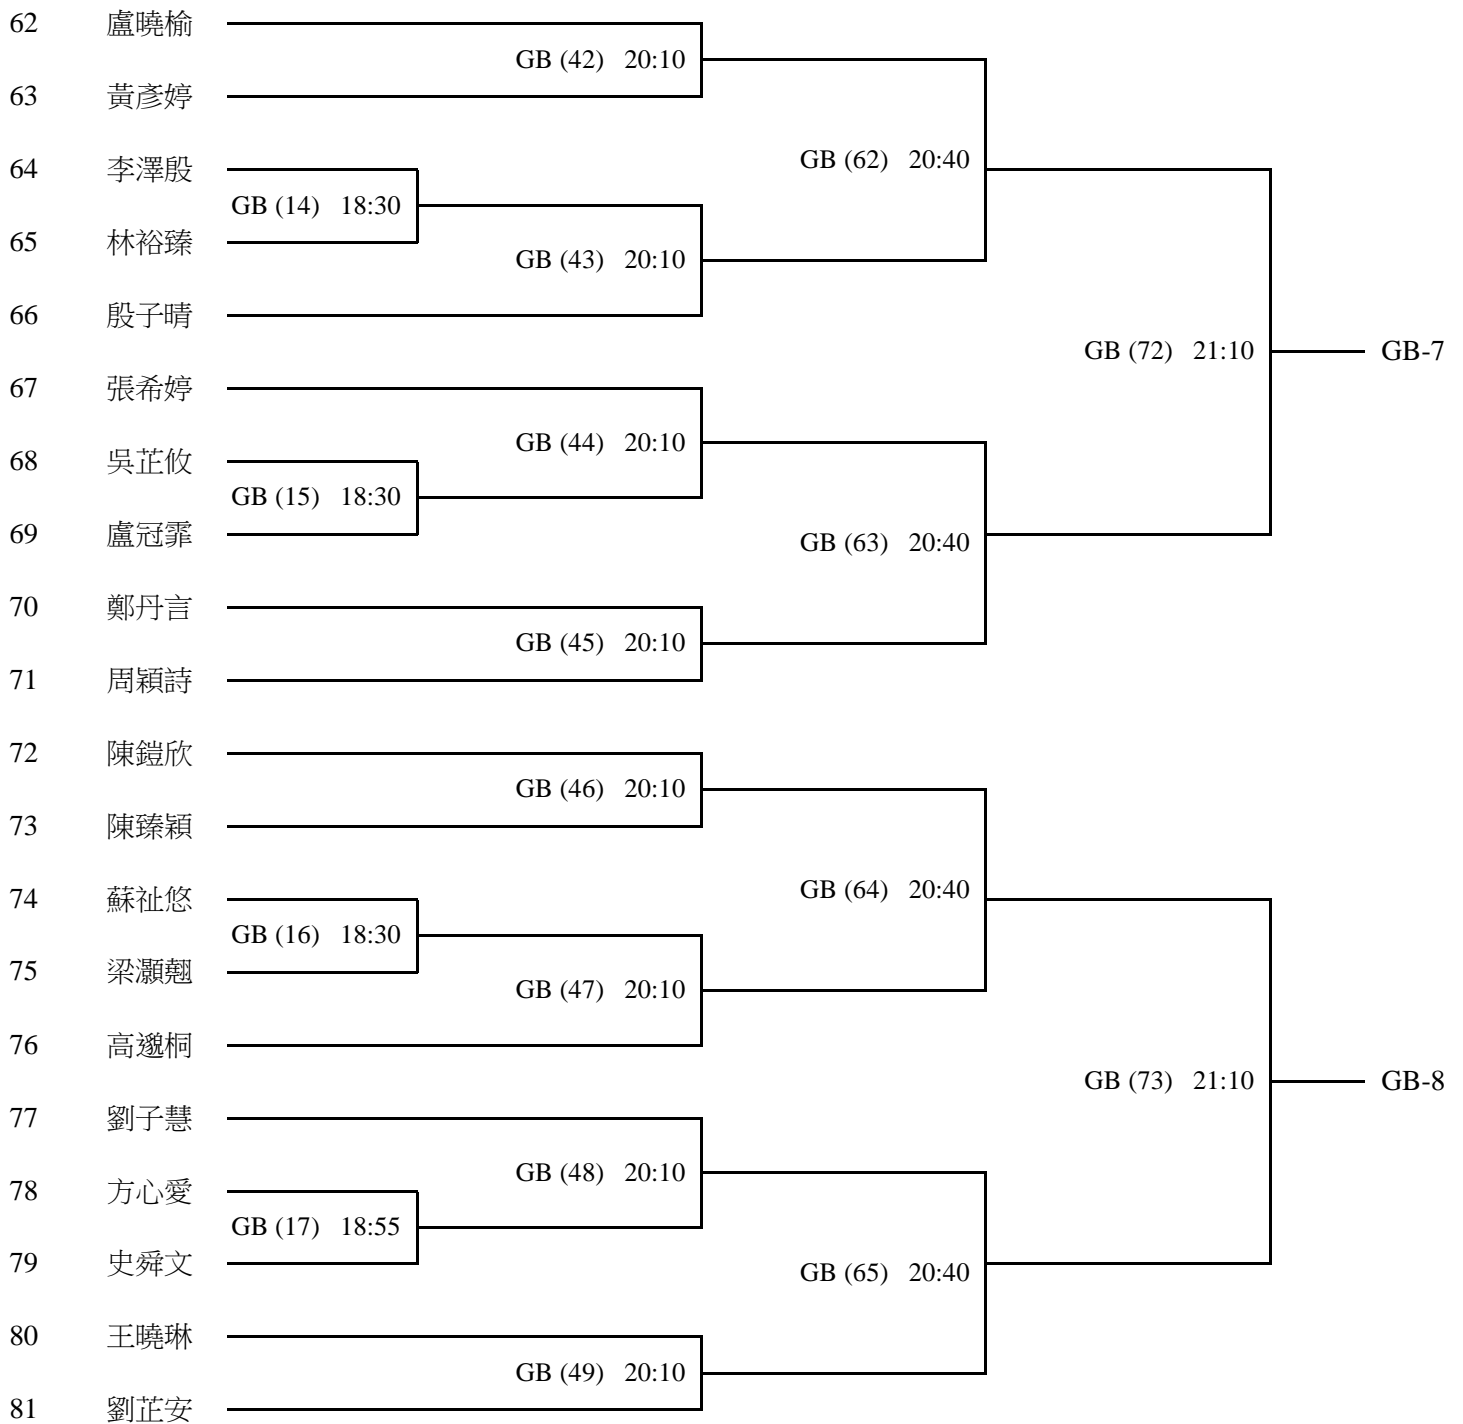 62 盧曉榆
GB (42) 20:10
63 黃彥婷
64 李澤殷
GB (62) 20:40
GB (14) 18:30
65 林裕臻
GB (43) 20:10
66 殷子晴
GB (72) 21:10 GB-7
67 張希婷
GB (44) 20:10
68 吳芷攸
GB (15) 18:30
69 盧冠霏
GB (63) 20:40
70 鄭丹言
GB (45) 20:10
71 周穎詩
72 陳鎧欣
GB (46) 20:10
73 陳臻穎
74 蘇祉悠
GB (64) 20:40
GB (16) 18:30
75 梁灝翹
GB (47) 20:10
76 高邈桐
GB (73) 21:10 GB-8
77 劉子慧
GB (48) 20:10
78 方心愛
GB (17) 18:55
79 史舜文
GB (65) 20:40
80 王曉琳
GB (49) 20:10
81 劉芷安